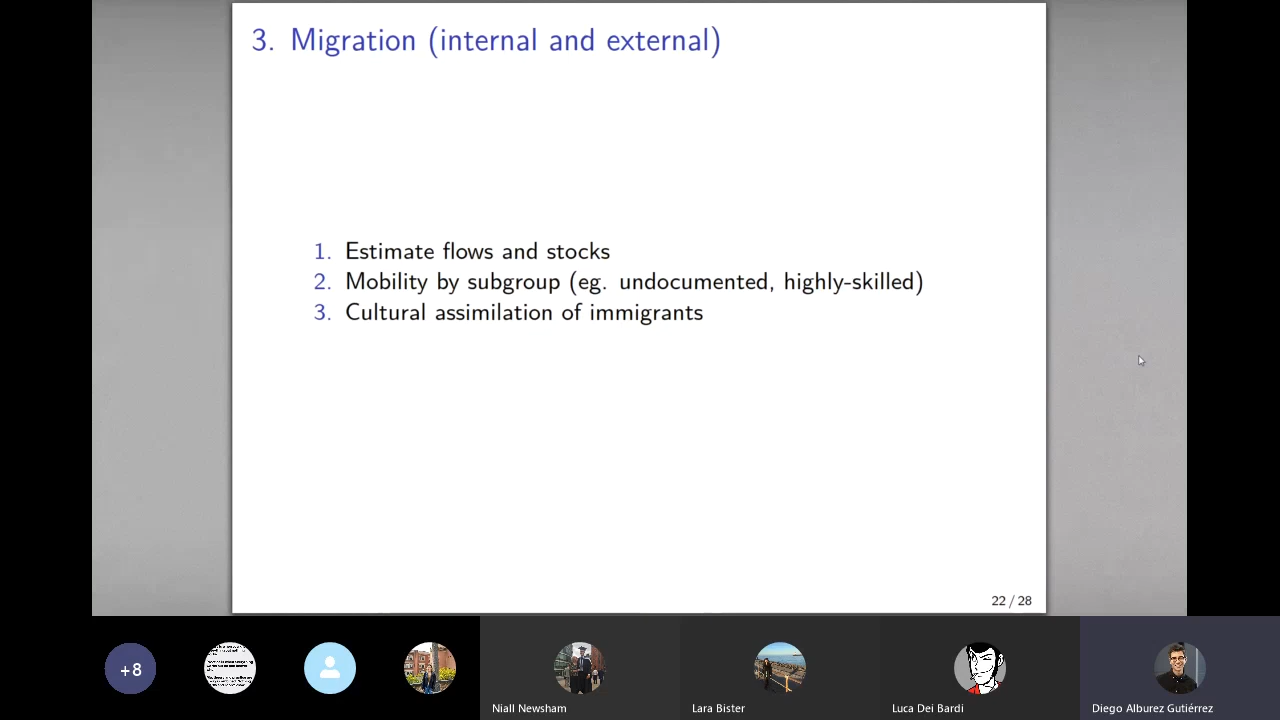 3. Migration (internal and external)
1. Estimate flows and stocks
2. Mobility by subgroup (eg. undocumented, highly-skilled)
3. Cultural assimilation of immigrants
22 / 28
+8
Niall Newsham
Lara Bister
Luca Dei Bardi
Diego Alburez Gutiérrez